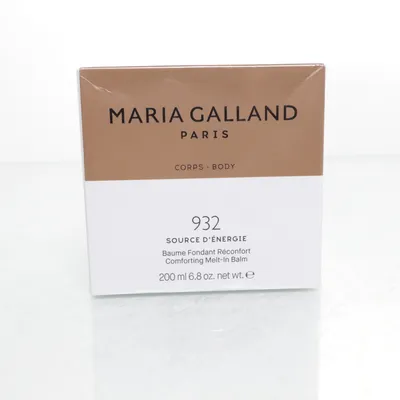 MARIA GALLAND
PARIS
CORPS - BODY
932
SOURCE D'ÉNERGIE
Baume Fondant Réconfort
Comforting Melt-In Balm
200 ml 6.8 oz. net wt. ℮